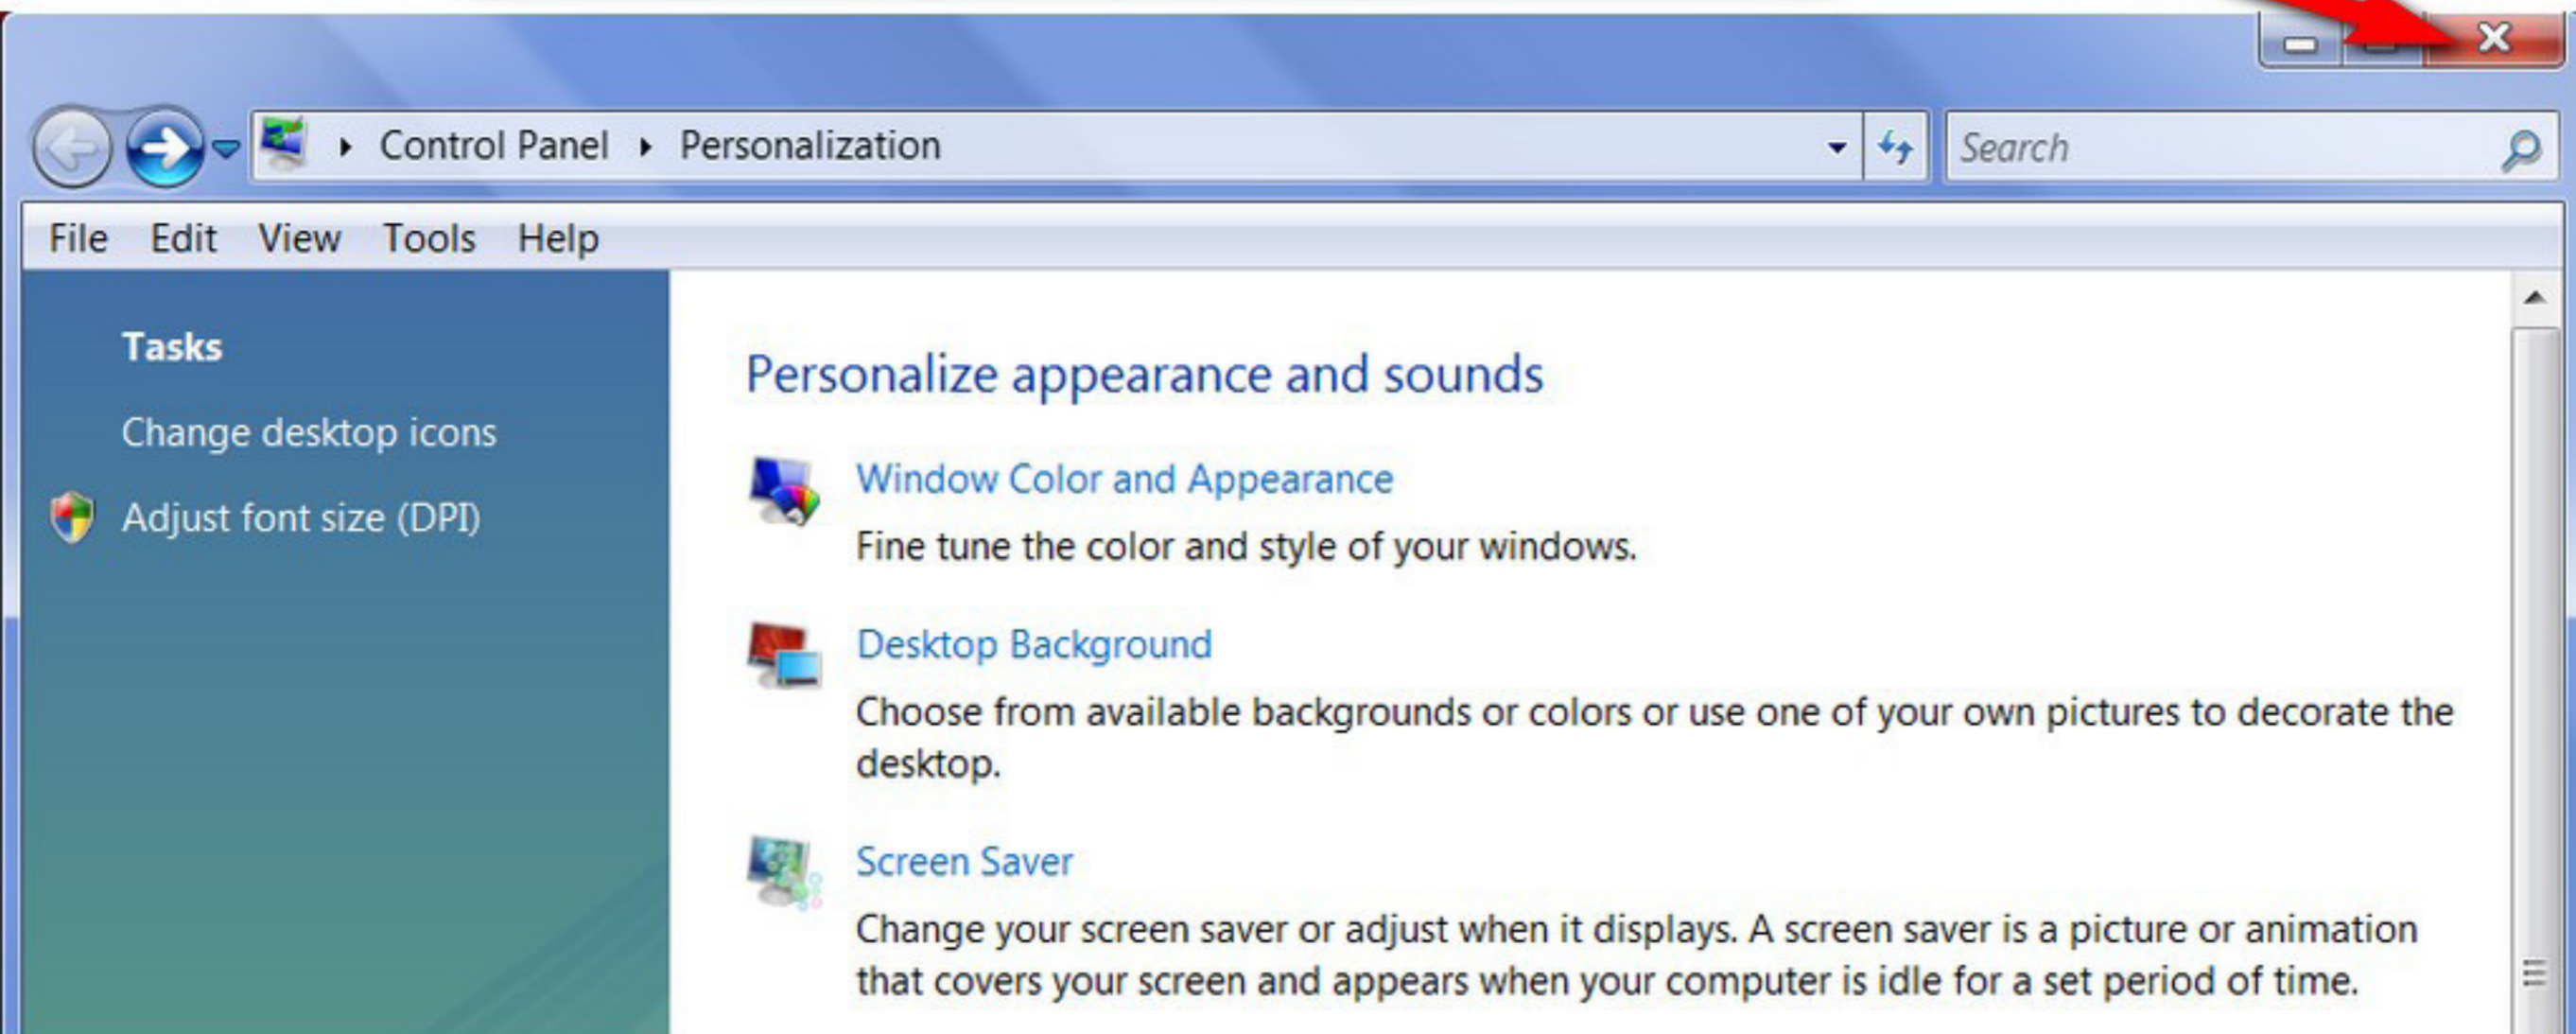 Control Panel Personalization
Search
File Edit View Tools Help
Tasks
Change desktop icons
Adjust font size (DPI)
Personalize appearance and sounds
Window Color and Appearance
Fine tune the color and style of your windows.
Desktop Background
Choose from available backgrounds or colors or use one of your own pictures to decorate the
desktop.
Screen Saver
Change your screen saver or adjust when it displays. A screen saver is a picture or animation
that covers your screen and appears when your computer is idle for a set period of time.